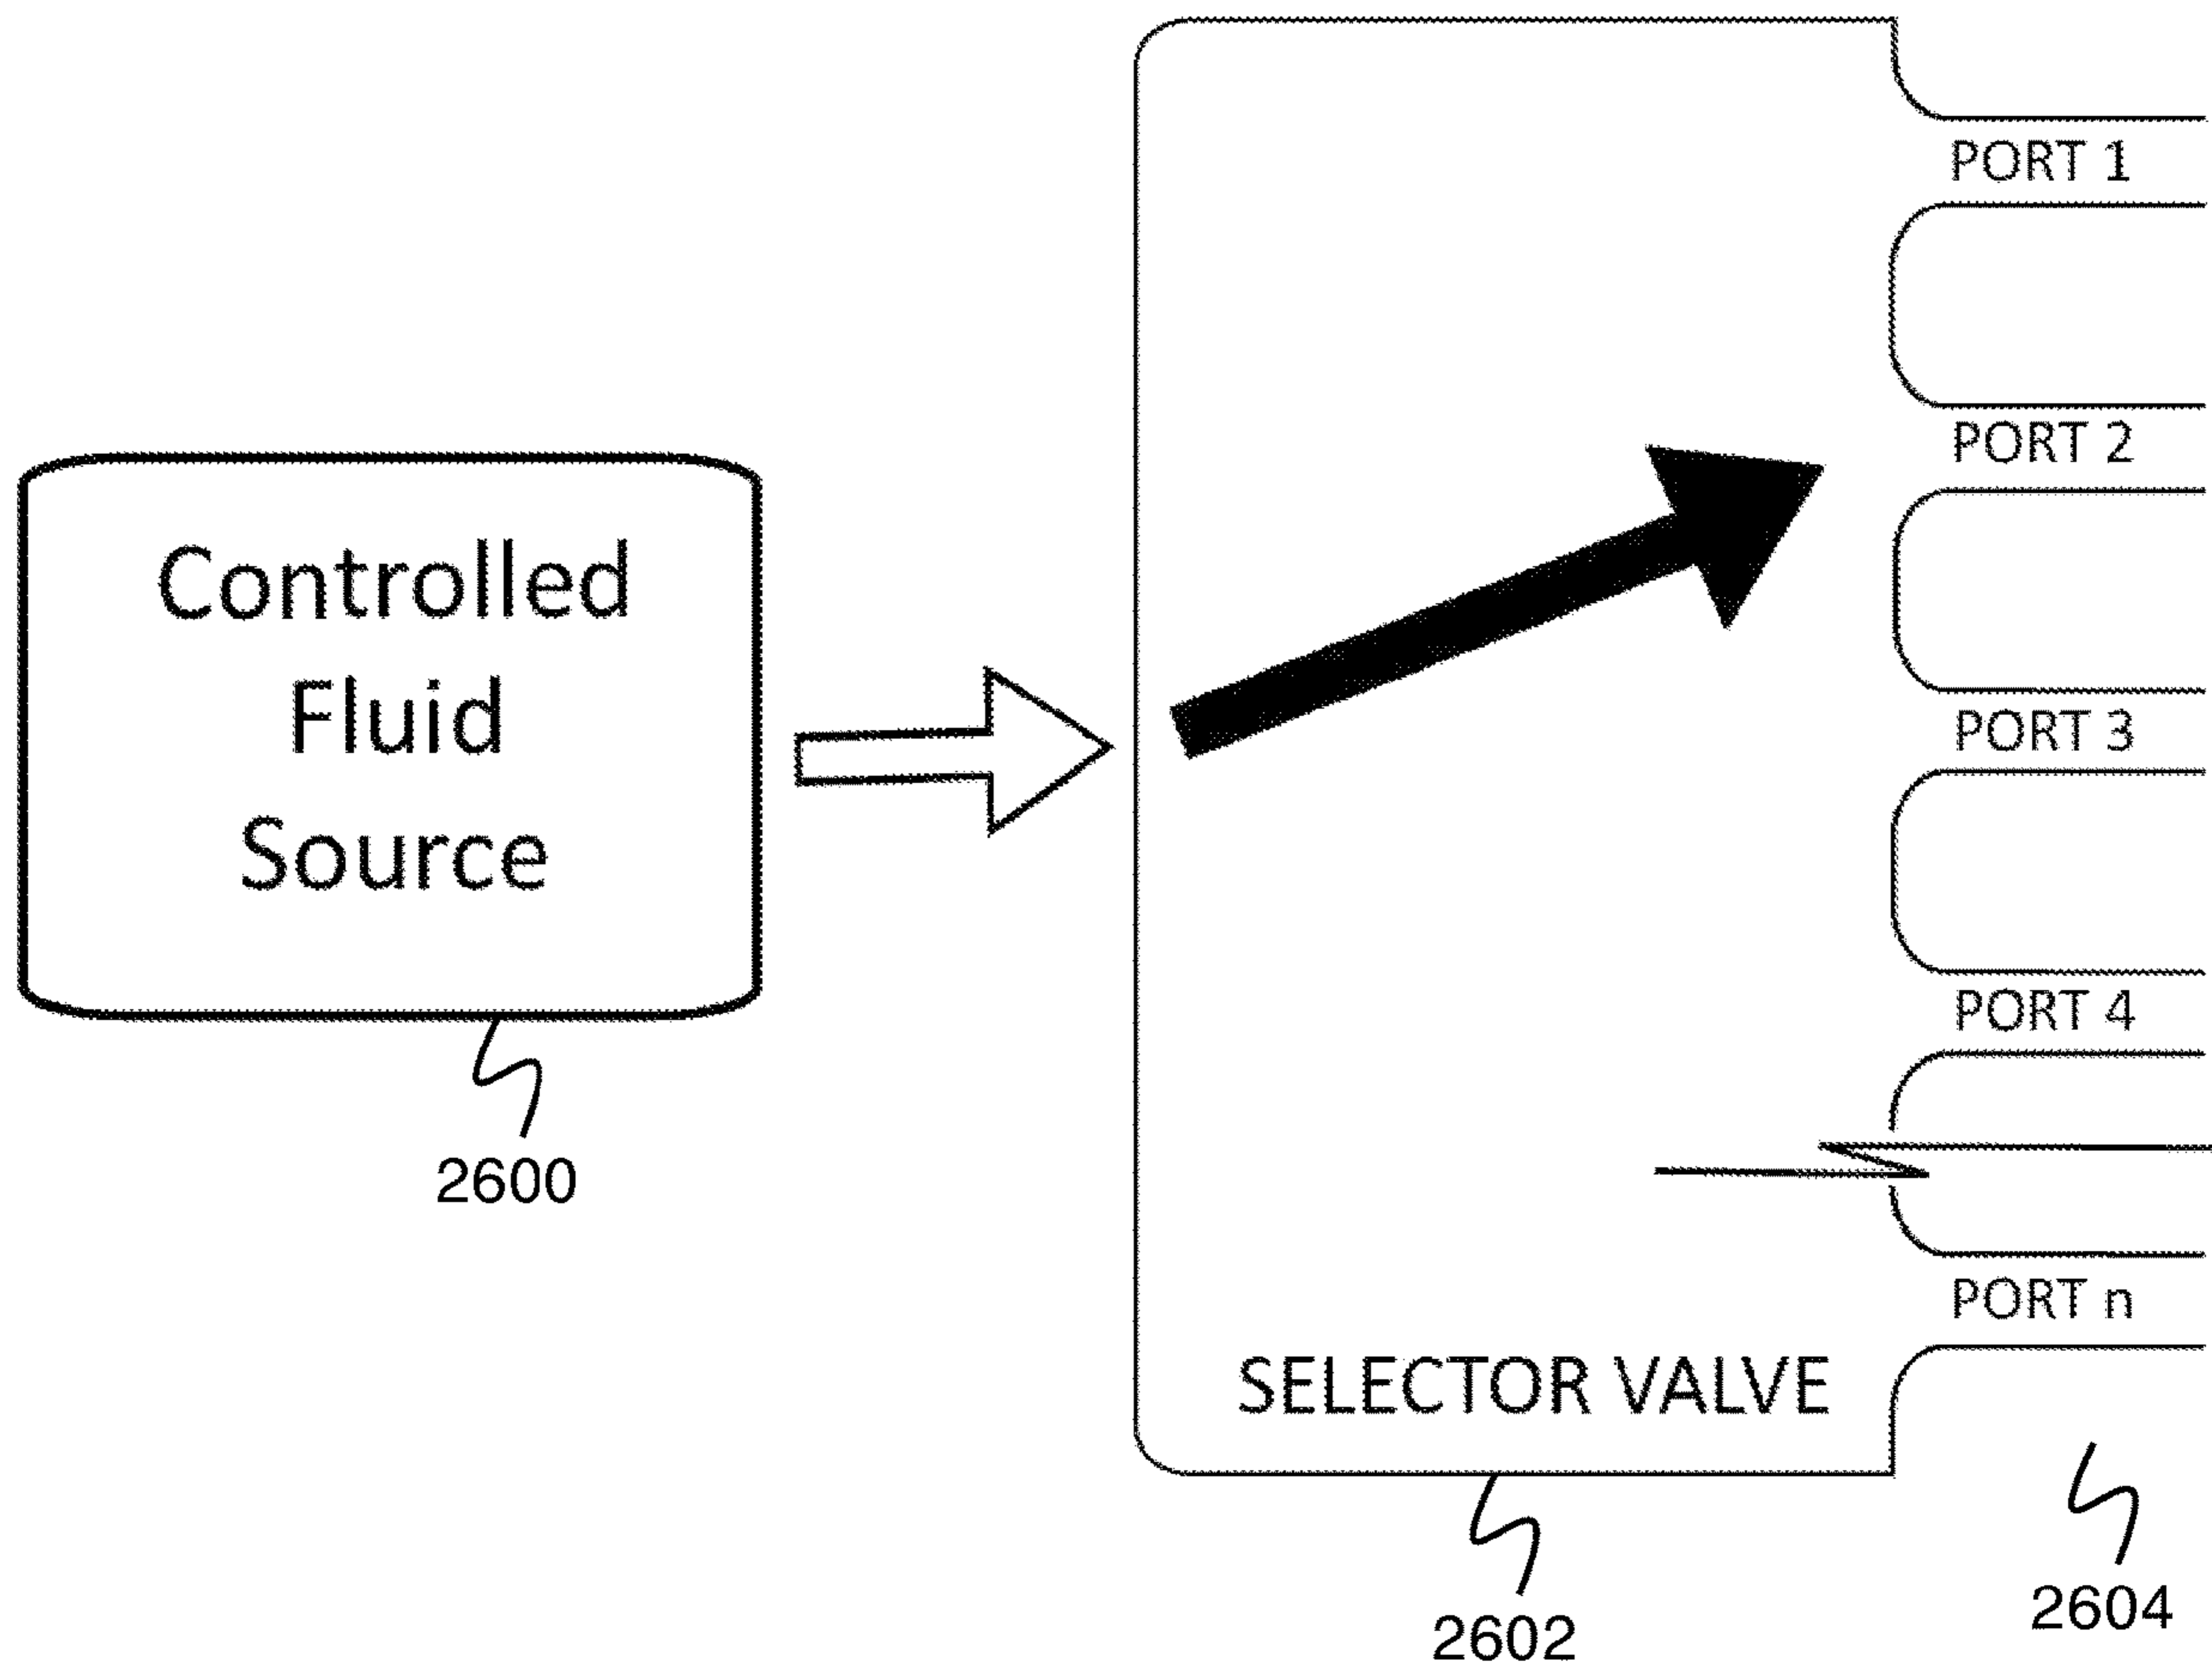 Controlled
Fluid
Source
2600
PORT 1
PORT 2
PORT 3
PORT 4
PORT n
SELECTOR VALVE
2602
2604